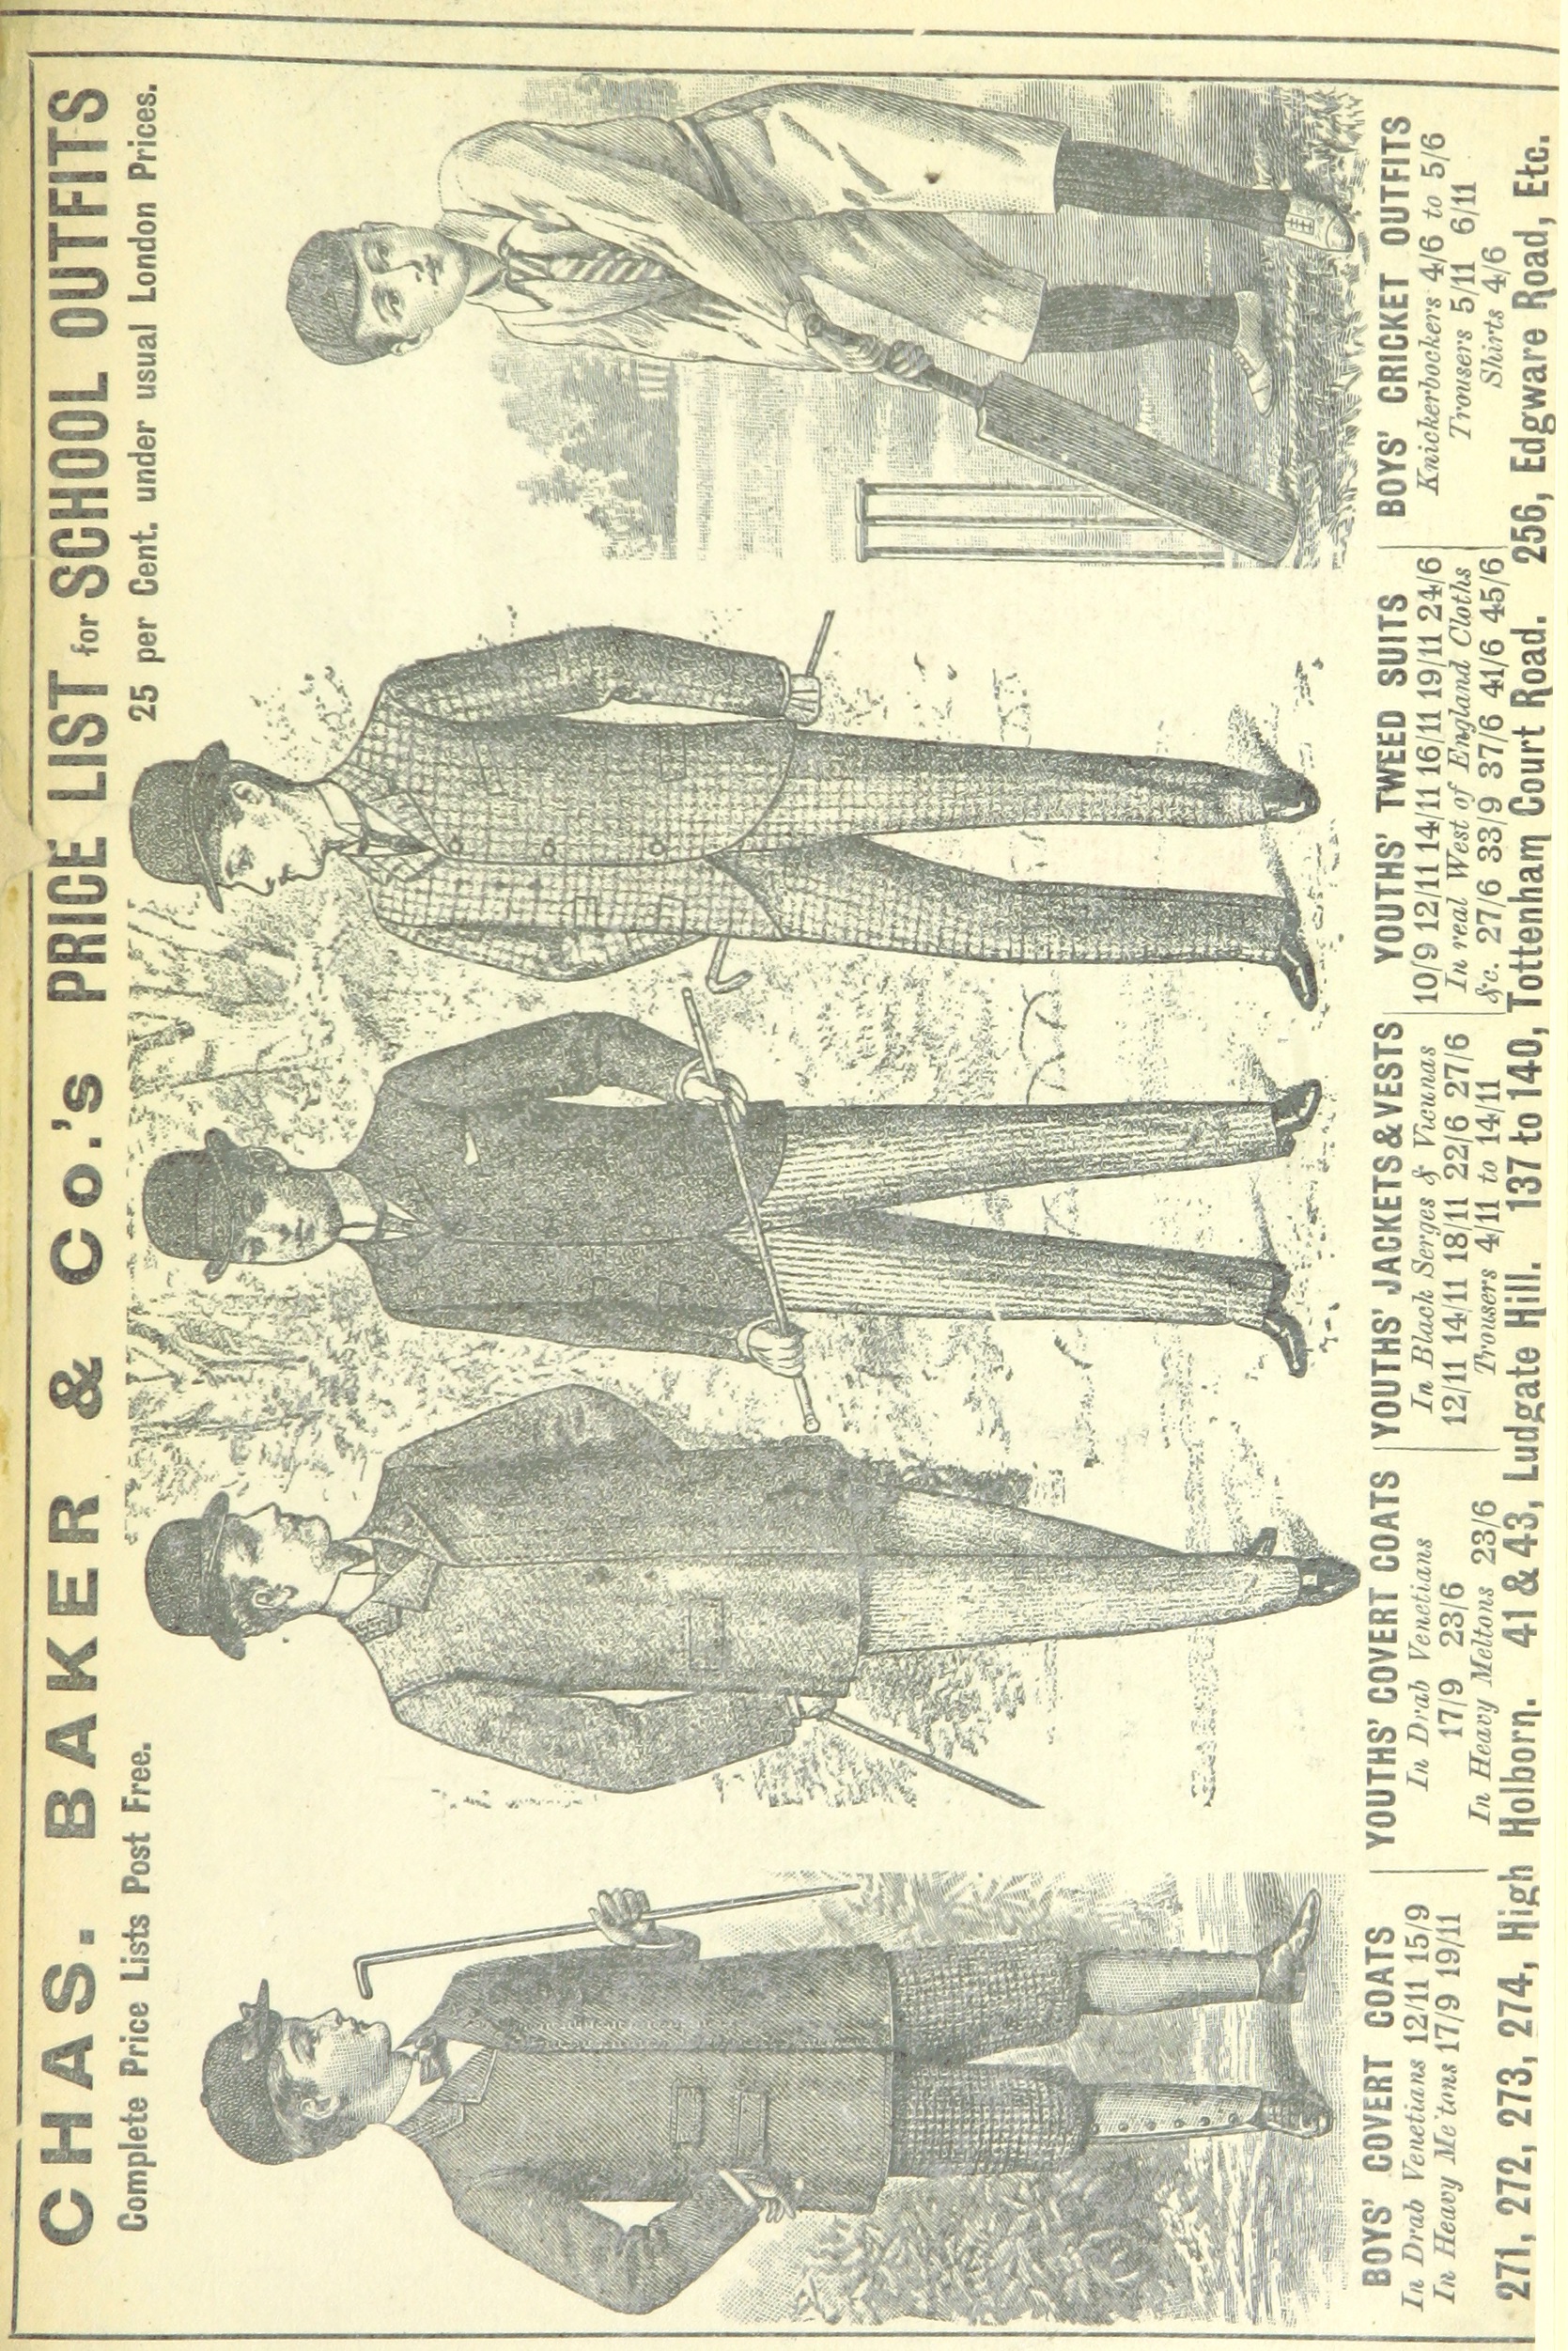 CHAS. BAKER & Co.'s PRICE LIST for SCHOOL OUTFITS
Complete Price Lists Post Free.
25 per Cent. under usual London Prices.
BOYS' COVERT COATS
In Drab Venetians 12/11 15/9
In Heavy Me'tons 17/9 19/11
YOUTHS' COVERT COATS
In Drab Venetians
17/9 23/6
In Heavy Meltons 23/6
YOUTHS' JACKETS & VESTS
In Black Serges & Vicunas
12/11 14/11 18/11 22/6 27/6
Trousers 4/11 to 14/11
YOUTHS' TWEED SUITS
10/9 12/11 14/11 16/11 19/11 24/6
In real West of England Cloths
&c. 27/6 33/9 37/6 41/6 45/6
BOYS' CRICKET OUTFITS
Knickerbockers 4/6 to 5/6
Trousers 5/11 6/11
Shirts 4/6
271, 272, 273, 274, High Holborn. 41 & 43, Ludgate Hill. 137 to 140, Tottenham Court Road. 256, Edgware Road, Etc.